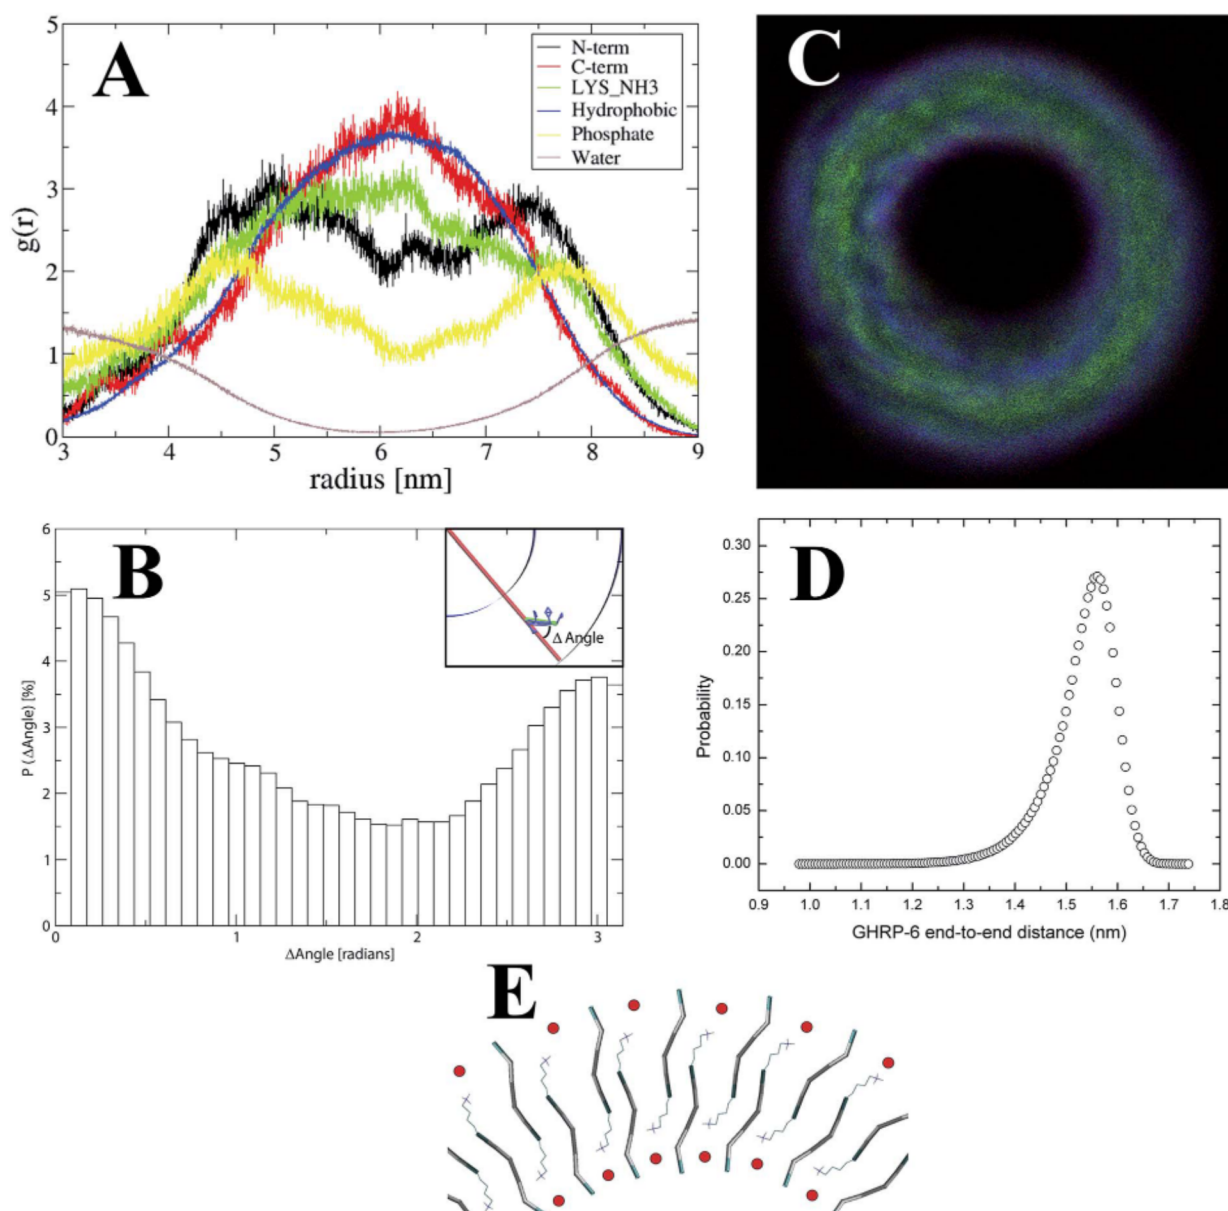 A
5
4
3
2
1
0
g(r)
N-term
C-term
LYS_NH3
Hydrophobic
Phosphate
Water
3 4 5 6 7 8 9
radius [nm]
C
B
6
5
4
3
2
1
0
P (ΔAngle) [%]
Δ Angle
0 1 2 3
ΔAngle [radians]
D
0.30
0.25
0.20
0.15
0.10
0.05
0.00
Probability
0.9 1.0 1.1 1.2 1.3 1.4 1.5 1.6 1.7 1.8
GHRP-6 end-to-end distance (nm)
E